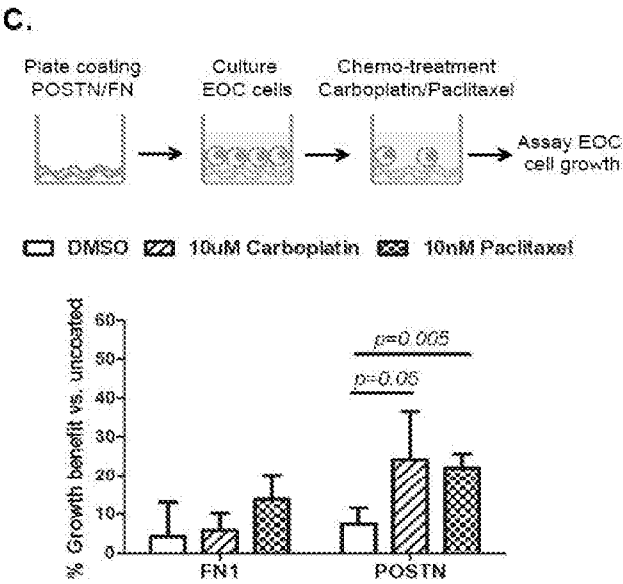 C.
Plate coating
POSTN/FN
Culture
EOC cells
Chemo-treatment
Carboplatin/Paclitaxel
Assay EOC
cell growth
DMSO 10uM Carboplatin 10nM Paclitaxel
% Growth benefit vs. uncoated
60
50
40
30
20
10
0
p=0.005
p=0.05
FN1 POSTN